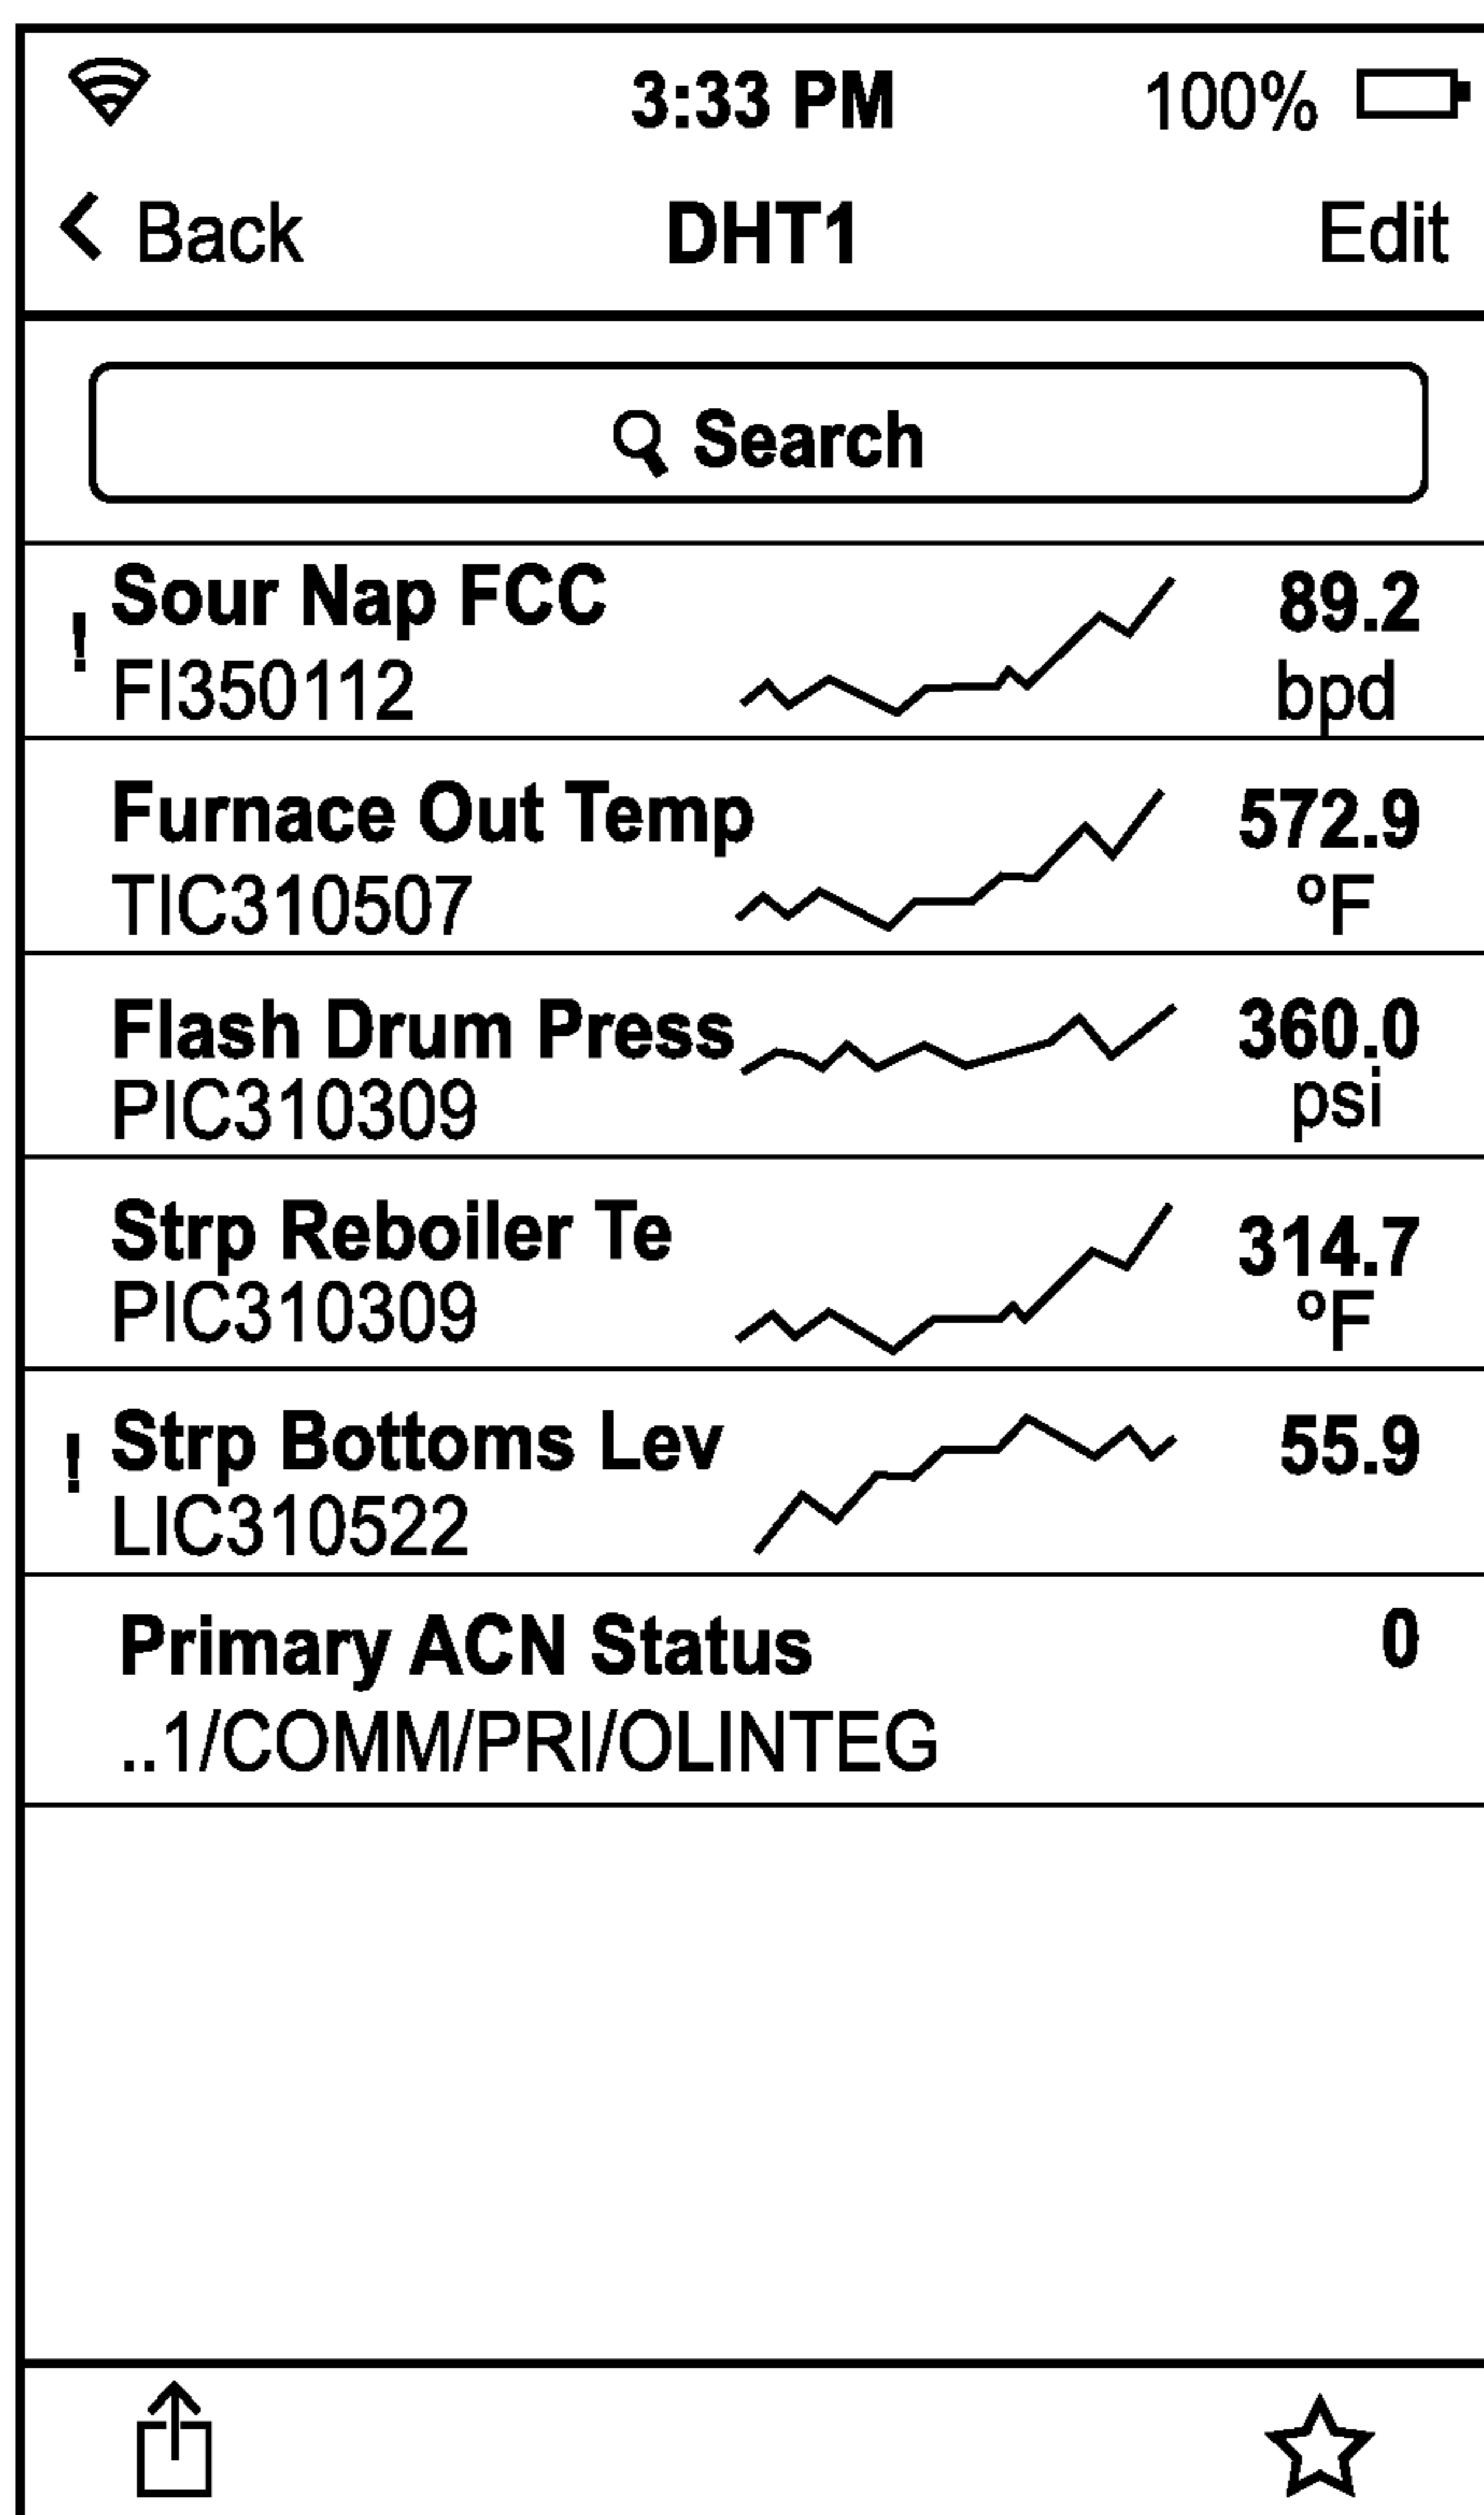 3:33 PM 100%
Back DHT1 Edit
Search
! Sour Nap FCC 89.2
FI350112 bpd
Furnace Out Temp 572.9
TIC310507 ºF
Flash Drum Press 360.0
PIC310309 psi
Strp Reboiler Te 314.7
PIC310309 ºF
! Strp Bottoms Lev 55.9
LIC310522
Primary ACN Status 0
..1/COMM/PRI/OLINTEG